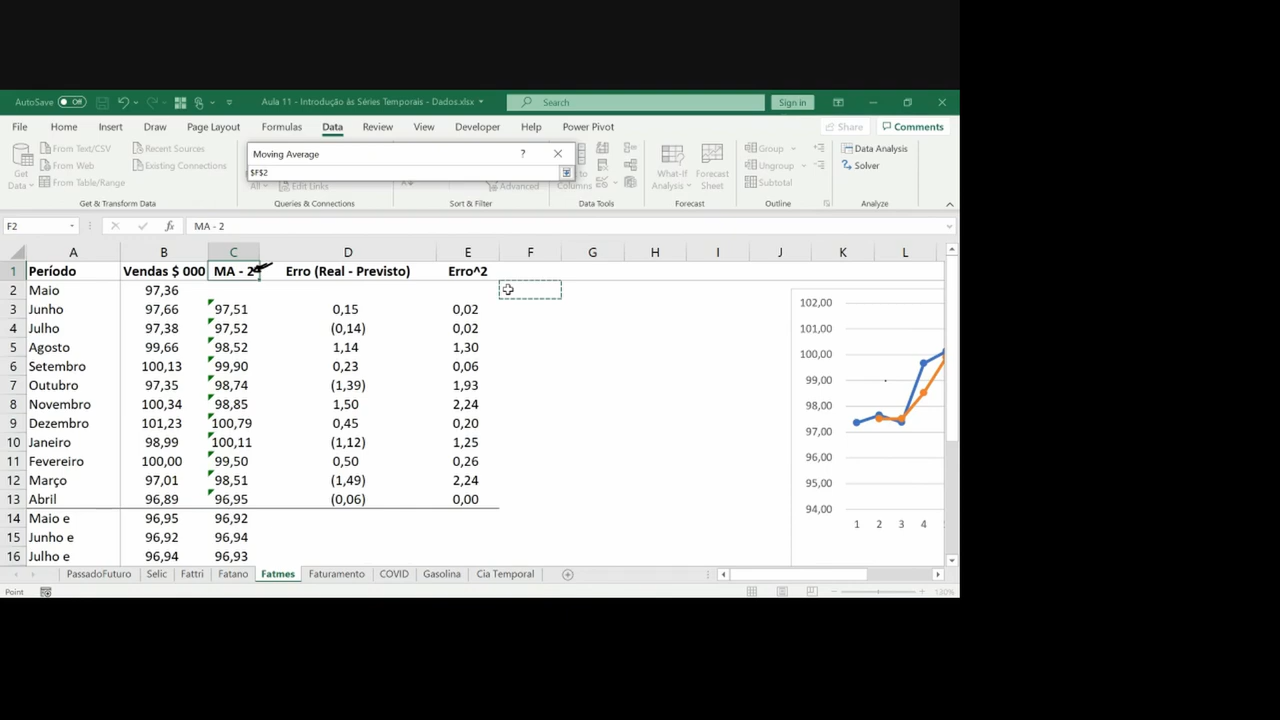 AutoSave Off Aula 11 - Introdução às Séries Temporais - Dados.xlsx Search Sign in
File Home Insert Draw Page Layout Formulas Data Review View Developer Help Power Pivot Share Comments
Get Data From Text/CSV Recent Sources
From Web Existing Connections
From Table/Range
Moving Average ? 
$F$2
All Edit Links Advanced Columns
What-If Analysis Forecast Sheet
Group
Ungroup
Subtotal
Data Analysis
Solver
Get & Transform Data Queries & Connections Sort & Filter Data Tools Forecast Outline Analyze
F2 fx MA - 2
A B C D E F G H I J K L
1 Período Vendas $ 000 MA - 2 Erro (Real - Previsto) Erro^2
2 Maio 97,36
3 Junho 97,66 97,51 0,15 0,02
4 Julho 97,38 97,52 (0,14) 0,02
5 Agosto 99,66 98,52 1,14 1,30
6 Setembro 100,13 99,90 0,23 0,06
7 Outubro 97,35 98,74 (1,39) 1,93
8 Novembro 100,34 98,85 1,50 2,24
9 Dezembro 101,23 100,79 0,45 0,20
10 Janeiro 98,99 100,11 (1,12) 1,25
11 Fevereiro 100,00 99,50 0,50 0,26
12 Março 97,01 98,51 (1,49) 2,24
13 Abril 96,89 96,95 (0,06) 0,00
14 Maio e 96,95 96,92
15 Junho e 96,92 96,94
16 Julho e 96,94 96,93
102,00
101,00
100,00
99,00
98,00
97,00
96,00
95,00
94,00
1 2 3 4
PassadoFuturo Selic Fattri Fatano Fatmes Faturamento COVID Gasolina Cia Temporal
Point 130%